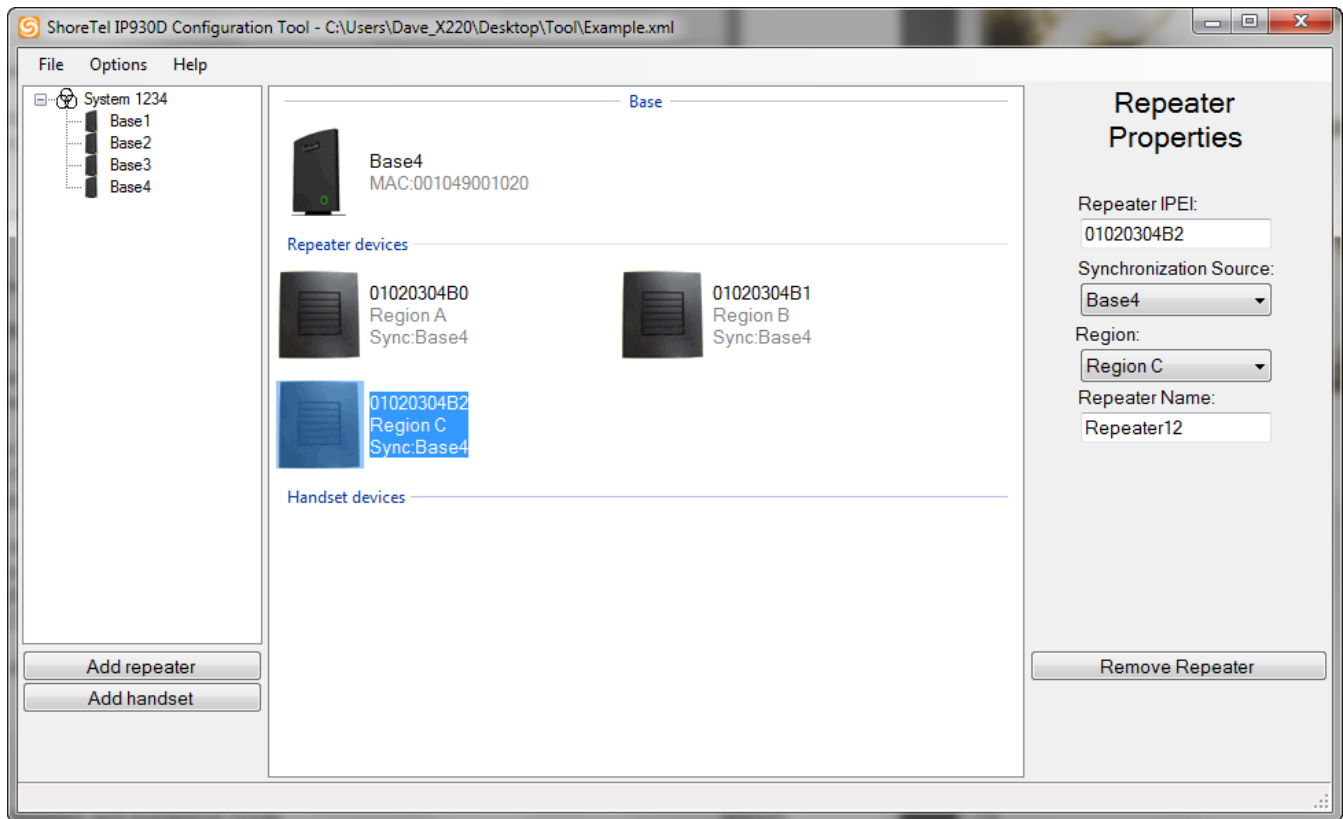 ShoreTel IP930D Configuration Tool - C:\Users\Dave_X220\Desktop\Tool\Example.xml
File Options Help
System 1234
Base1
Base2
Base3
Base4
Add repeater
Add handset
Base
Base4
MAC:001049001020
Repeater devices
01020304B0
Region A
Sync:Base4
01020304B1
Region B
Sync:Base4
01020304B2
Region C
Sync:Base4
Handset devices
Repeater
Properties
Repeater IPEI:
01020304B2
Synchronization Source:
Base4
Region:
Region C
Repeater Name:
Repeater12
Remove Repeater